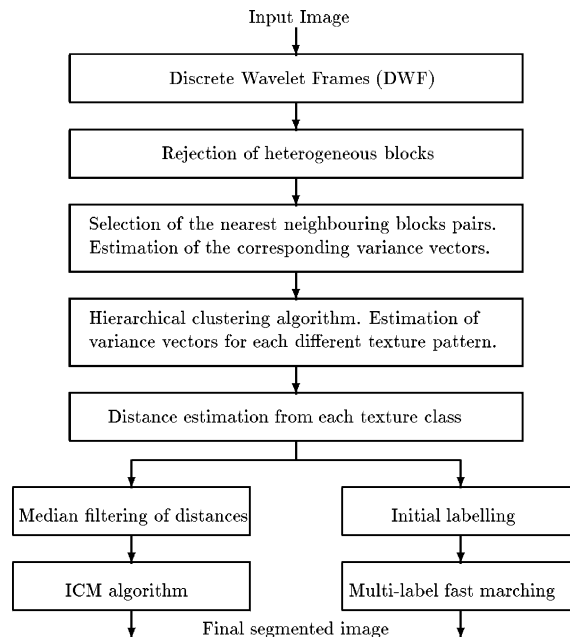 Input Image
Discrete Wavelet Frames (DWF)
Rejection of heterogeneous blocks
Selection of the nearest neighbouring blocks pairs.
Estimation of the corresponding variance vectors.
Hierarchical clustering algorithm. Estimation of
variance vectors for each different texture pattern.
Distance estimation from each texture class
Median filtering of distances
Initial labelling
ICM algorithm
Multi-label fast marching
Final segmented image